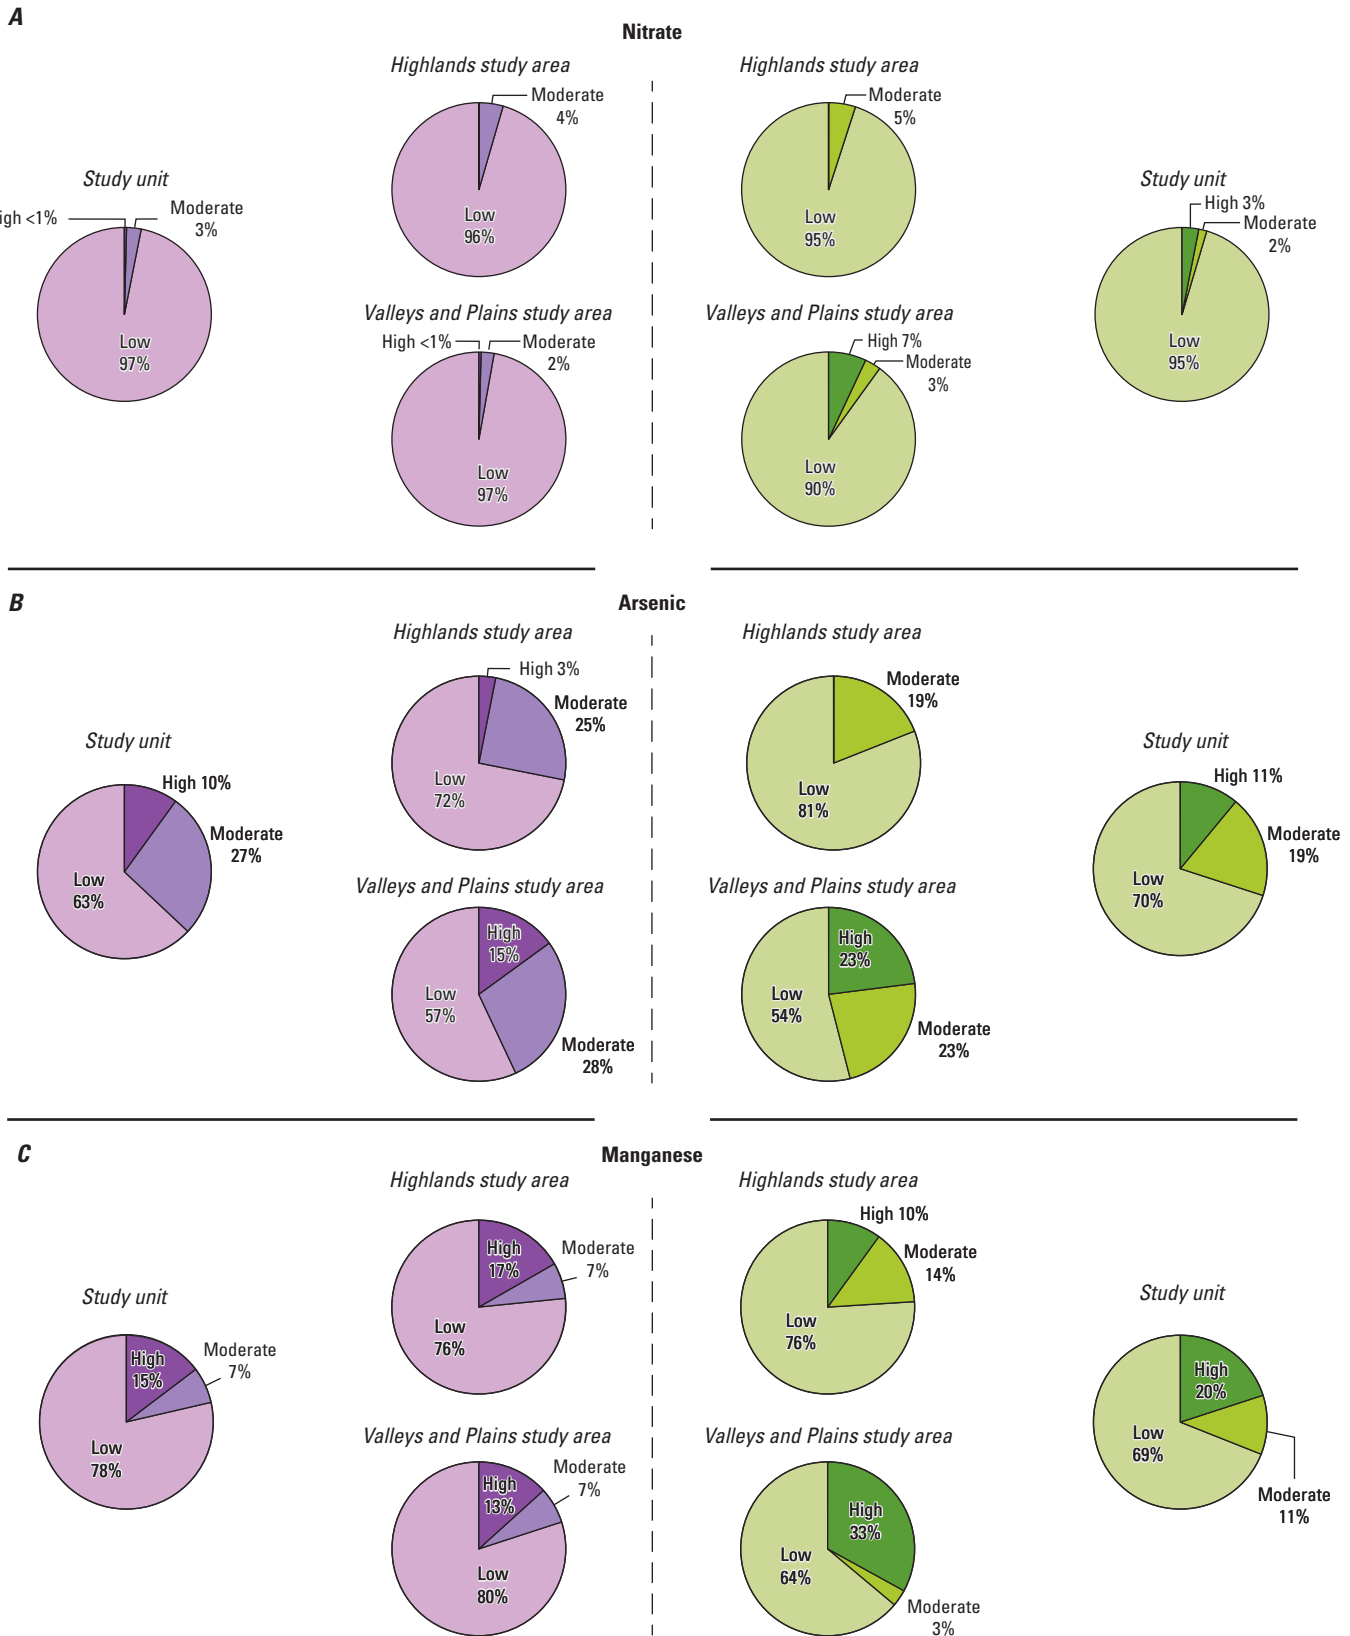 A
Nitrate
Highlands study area
Moderate
4%
Low
96%
Study unit
igh <1%
Moderate
3%
Low
97%
Valleys and Plains study area
High <1%
Moderate
2%
Low
97%
Highlands study area
Moderate
5%
Low
95%
Valleys and Plains study area
High 7%
Moderate
3%
Low
90%
Study unit
High 3%
Moderate
2%
Low
95%
B
Arsenic
Highlands study area
High 3%
Moderate
25%
Low
72%
Study unit
High 10%
Moderate
27%
Low
63%
Valleys and Plains study area
High
15%
Low
57%
Moderate
28%
Highlands study area
Moderate
19%
Low
81%
Valleys and Plains study area
High
23%
Low
54%
Moderate
23%
Study unit
High 11%
Moderate
19%
Low
70%
C
Manganese
Highlands study area
High
17%
Moderate
7%
Low
76%
Study unit
High
15%
Moderate
7%
Low
78%
Valleys and Plains study area
High
13%
Moderate
7%
Low
80%
Highlands study area
High 10%
Moderate
14%
Low
76%
Valleys and Plains study area
High
33%
Low
64%
Moderate
3%
Study unit
High
20%
Low
69%
Moderate
11%